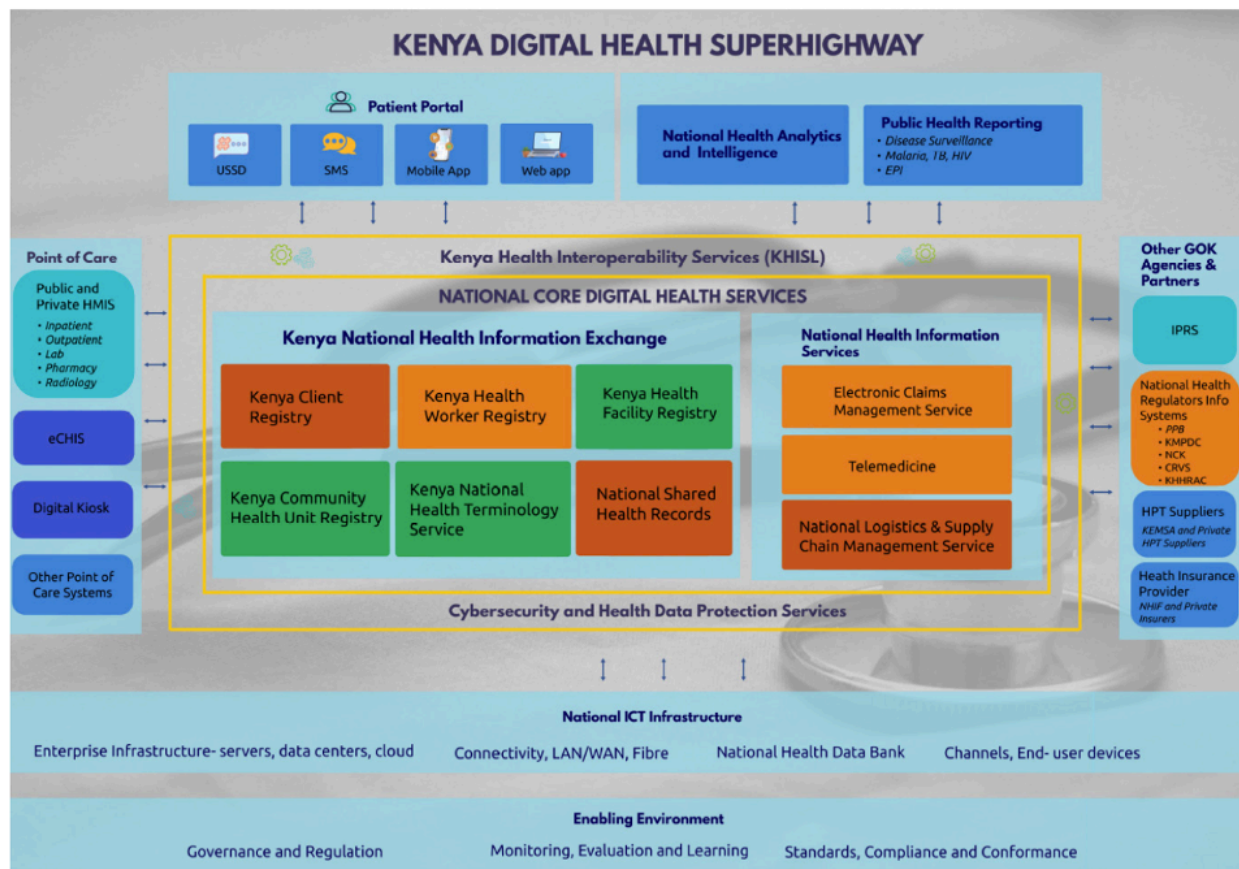 KENYA DIGITAL HEALTH SUPERHIGHWAY
Patient Portal
USSD
SMS
Mobile App
Web app
National Health Analytics
and Intelligence
Public Health Reporting
• Disease Surveillance
• Malaria, TB, HIV
• EPI
Point of Care
Public and
Private HMIS
• Inpatient
• Outpatient
• Lab
• Pharmacy
• Radiology
eCHIS
Digital Kiosk
Other Point of
Care Systems
Kenya Health Interoperability Services (KHISL)
NATIONAL CORE DIGITAL HEALTH SERVICES
Kenya National Health Information Exchange
Kenya Client
Registry
Kenya Health
Worker Registry
Kenya Health
Facility Registry
Kenya Community
Health Unit Registry
Kenya National
Health Terminology
Service
National Shared
Health Records
National Health Information
Services
Electronic Claims
Management Service
Telemedicine
National Logistics & Supply
Chain Management Service
Cybersecurity and Health Data Protection Services
Other GOK
Agencies &
Partners
IPRS
National Health
Regulators Info
Systems
• PPB
• KMPDC
• NCK
• CRVS
• KHHRAC
HPT Suppliers
KEMSA and Private
HPT Suppliers
Heath Insurance
Provider
NHIF and Private
Insurers
National ICT Infrastructure
Enterprise Infrastructure- servers, data centers, cloud
Connectivity, LAN/WAN, Fibre
National Health Data Bank
Channels, End- user devices
Enabling Environment
Governance and Regulation
Monitoring, Evaluation and Learning
Standards, Compliance and Conformance